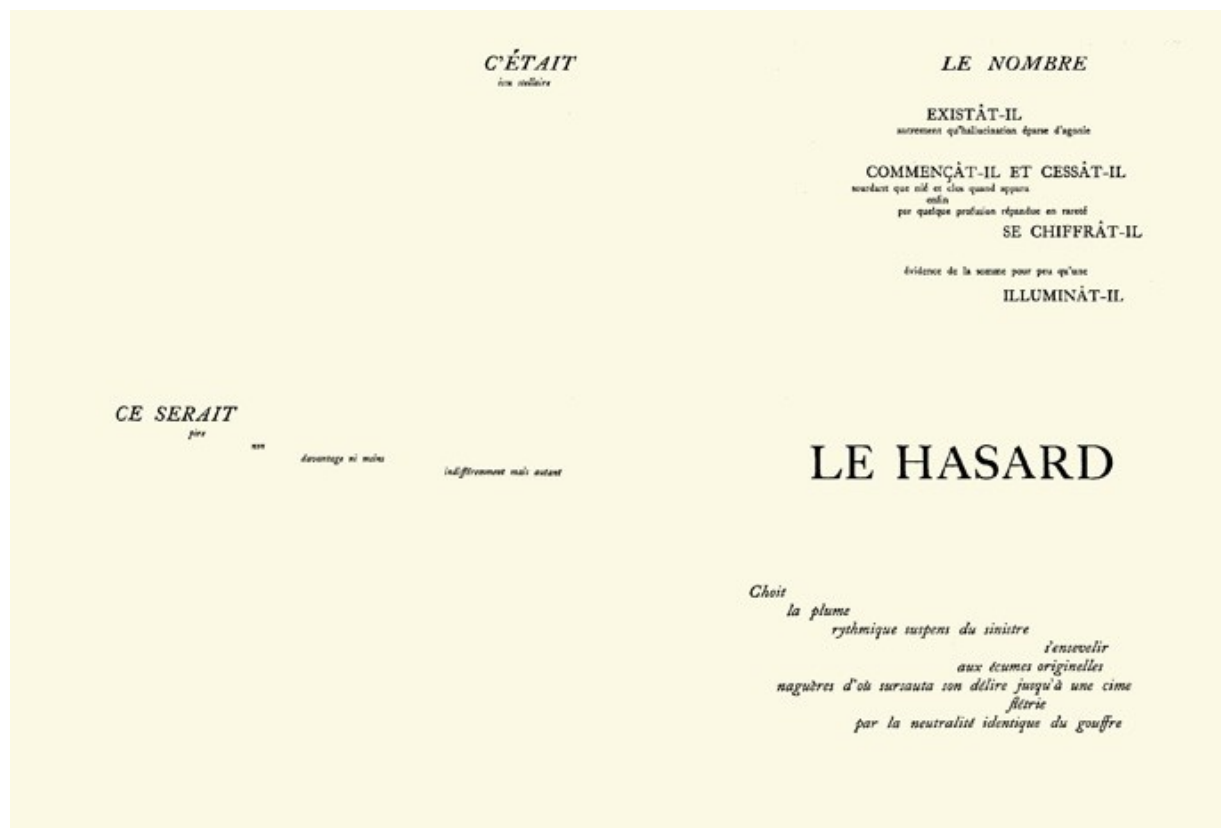 C'ÉTAIT
issu stellaire
LE NOMBRE
EXISTÂT-IL
autrement qu'hallucination éparse d'agonie
COMMENÇÂT-IL ET CESSÂT-IL
sourdant que nié et clos quand apparu
enfin
par quelque profusion répandue en rareté
SE CHIFFRÂT-IL
évidence de la somme pour peu qu'une
ILLUMINÂT-IL
CE SERAIT
pire
non
davantage ni moins
indifféremment mais autant
LE HASARD
Choit
la plume
rythmique suspens du sinistre
s'ensevelir
aux écumes originelles
naguères d'où sursauta son délire jusqu'à une cime
flétrie
par la neutralité identique du gouffre